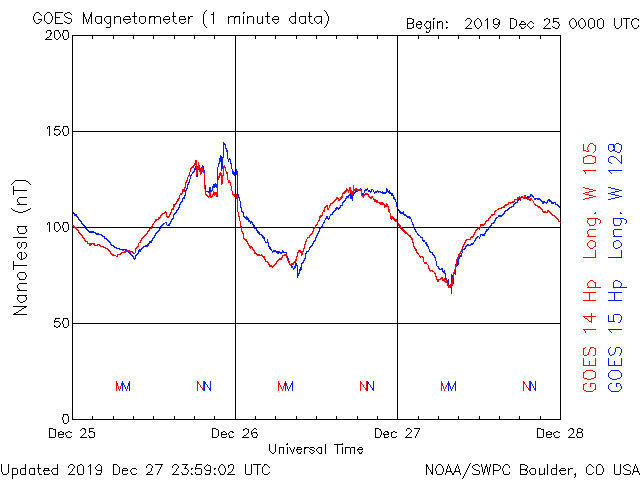 GOES Magnetometer (1 minute data)
Begin: 2019 Dec 25 0000 UTC
200
150
100
50
0
NanoTesla (nT)
M M N N M M N N M M N N
Dec 25 Dec 26 Dec 27 Dec 28
Universal Time
GOES 14 Hp Long. W 105
GOES 15 Hp Long. W 128
Updated 2019 Dec 27 23:59:02 UTC
NOAA/SWPC Boulder, CO USA